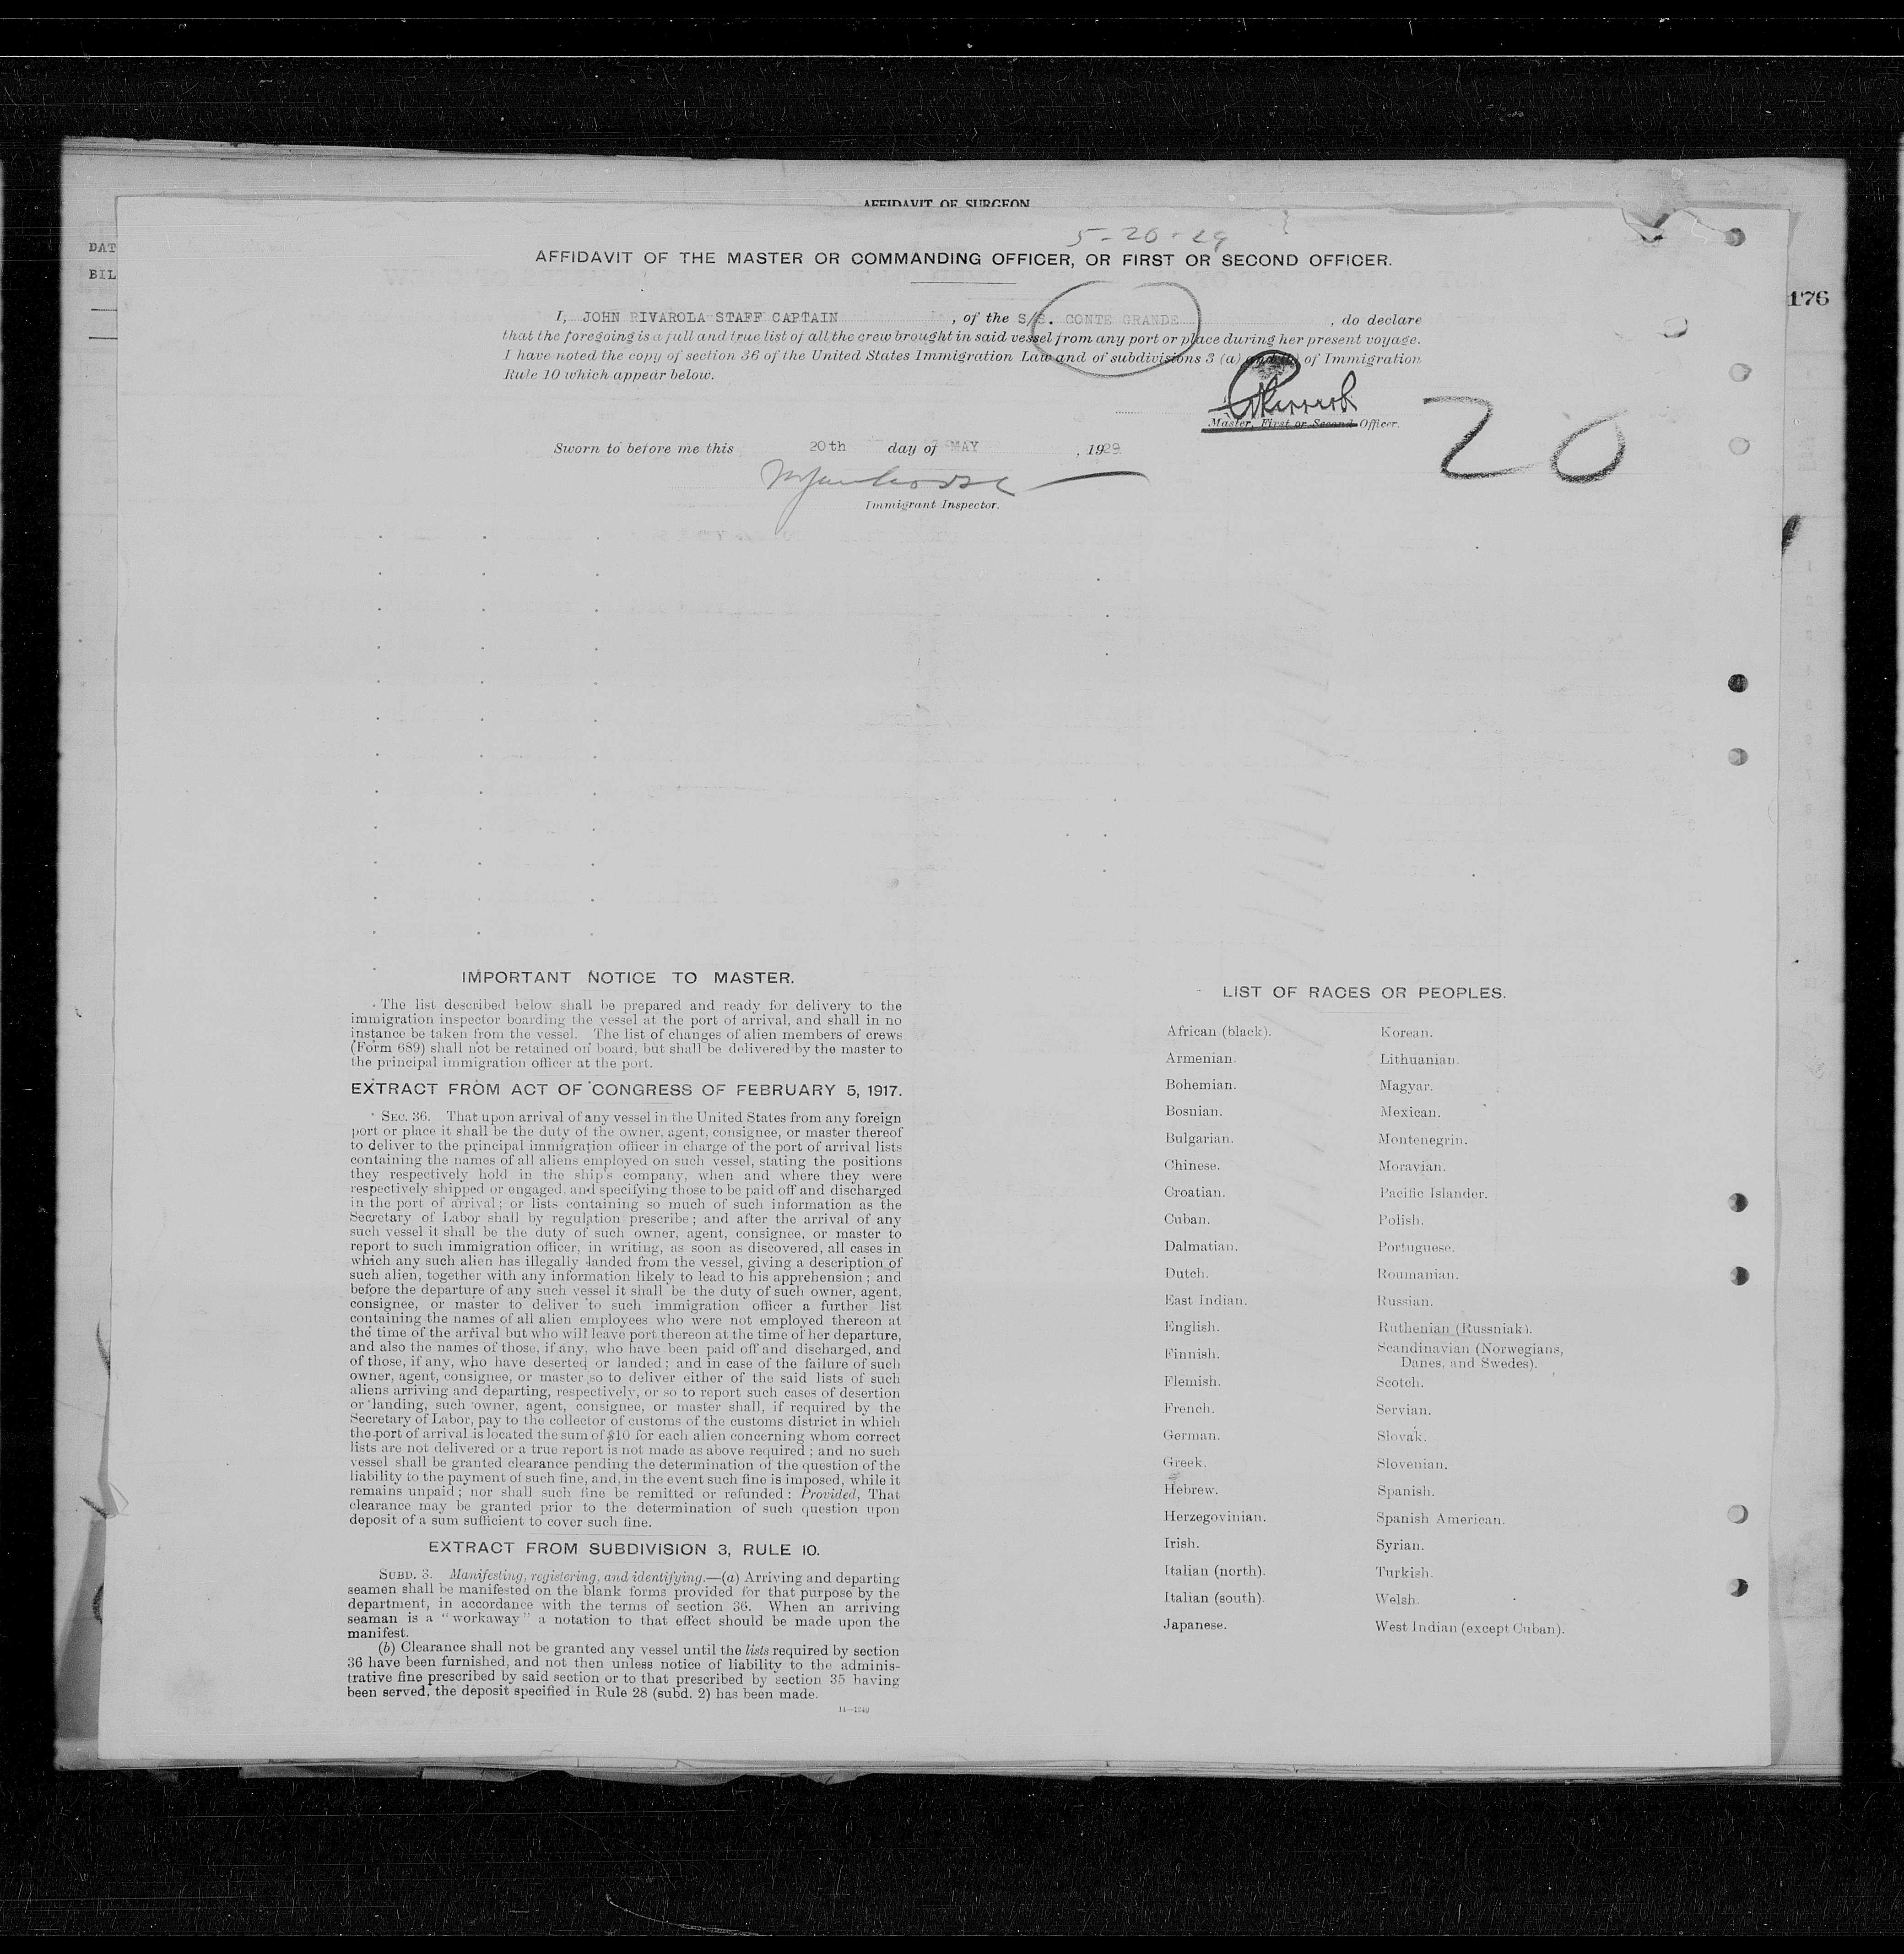 AFFIDAVIT OF SURGEON
5-20-29
DAT
BIL
176
AFFIDAVIT OF THE MASTER OR COMMANDING OFFICER, OR FIRST OR SECOND OFFICER.
I, JOHN RIVAROLA STAFF CAPTAIN, of the S/S. CONTE GRANDE, do declare
that the foregoing is a full and true list of all the crew brought in said vessel from any port or place during her present voyage.
I have noted the copy of section 36 of the United States Immigration Law and of subdivisions 3 (a) and (b) of Immigration
Rule 10 which appear below.
Master, First or Second Officer.
20
Sworn to before me this 20th day of MAY, 1929
Immigrant Inspector.
IMPORTANT NOTICE TO MASTER.
The list described below shall be prepared and ready for delivery to the
immigration inspector boarding the vessel at the port of arrival, and shall in no
instance be taken from the vessel. The list of changes of alien members of crews
(Form 689) shall not be retained on board, but shall be delivered by the master to
the principal immigration officer at the port.
EXTRACT FROM ACT OF CONGRESS OF FEBRUARY 5, 1917.
SEC. 36. That upon arrival of any vessel in the United States from any foreign
port or place it shall be the duty of the owner, agent, consignee, or master thereof
to deliver to the principal immigration officer in charge of the port of arrival lists
containing the names of all aliens employed on such vessel, stating the positions
they respectively hold in the ship's company, when and where they were
respectively shipped or engaged, and specifying those to be paid off and discharged
in the port of arrival; or lists containing so much of such information as the
Secretary of Labor shall by regulation prescribe; and after the arrival of any
such vessel it shall be the duty of such owner, agent, consignee, or master to
report to such immigration officer, in writing, as soon as discovered, all cases in
which any such alien has illegally landed from the vessel, giving a description of
such alien, together with any information likely to lead to his apprehension; and
before the departure of any such vessel it shall be the duty of such owner, agent,
consignee, or master to deliver to such immigration officer a further list
containing the names of all alien employees who were not employed thereon at
the time of the arrival but who will leave port thereon at the time of her departure,
and also the names of those, if any, who have been paid off and discharged, and
of those, if any, who have deserted or landed; and in case of the failure of such
owner, agent, consignee, or master so to deliver either of the said lists of such
aliens arriving and departing, respectively, or so to report such cases of desertion
or landing, such owner, agent, consignee, or master shall, if required by the
Secretary of Labor, pay to the collector of customs of the customs district in which
the port of arrival is located the sum of $10 for each alien concerning whom correct
lists are not delivered or a true report is not made as above required; and no such
vessel shall be granted clearance pending the determination of the question of the
liability to the payment of such fine, and, in the event such fine is imposed, while it
remains unpaid; nor shall such fine be remitted or refunded: Provided, That
clearance may be granted prior to the determination of such question upon
deposit of a sum sufficient to cover such fine.
EXTRACT FROM SUBDIVISION 3, RULE 10.
SUBD. 3. Manifesting, registering, and identifying.—(a) Arriving and departing
seamen shall be manifested on the blank forms provided for that purpose by the
department, in accordance with the terms of section 36. When an arriving
seaman is a "workaway" a notation to that effect should be made upon the
manifest.
(b) Clearance shall not be granted any vessel until the lists required by section
36 have been furnished, and not then unless notice of liability to the adminis-
trative fine prescribed by said section or to that prescribed by section 35 having
been served, the deposit specified in Rule 28 (subd. 2) has been made.
14—1240
LIST OF RACES OR PEOPLES.
African (black).
Armenian.
Bohemian.
Bosnian.
Bulgarian.
Chinese.
Croatian.
Cuban.
Dalmatian.
Dutch.
East Indian.
English.
Finnish.
Flemish.
French.
German.
Greek.
Hebrew.
Herzegovinian.
Irish.
Italian (north).
Italian (south).
Japanese.
Korean.
Lithuanian.
Magyar.
Mexican.
Montenegrin.
Moravian.
Pacific Islander.
Polish.
Portuguese.
Roumanian.
Russian.
Ruthenian (Russniak).
Scandinavian (Norwegians,
Danes, and Swedes).
Scotch.
Servian.
Slovak.
Slovenian.
Spanish.
Spanish American.
Syrian.
Turkish.
Welsh.
West Indian (except Cuban).